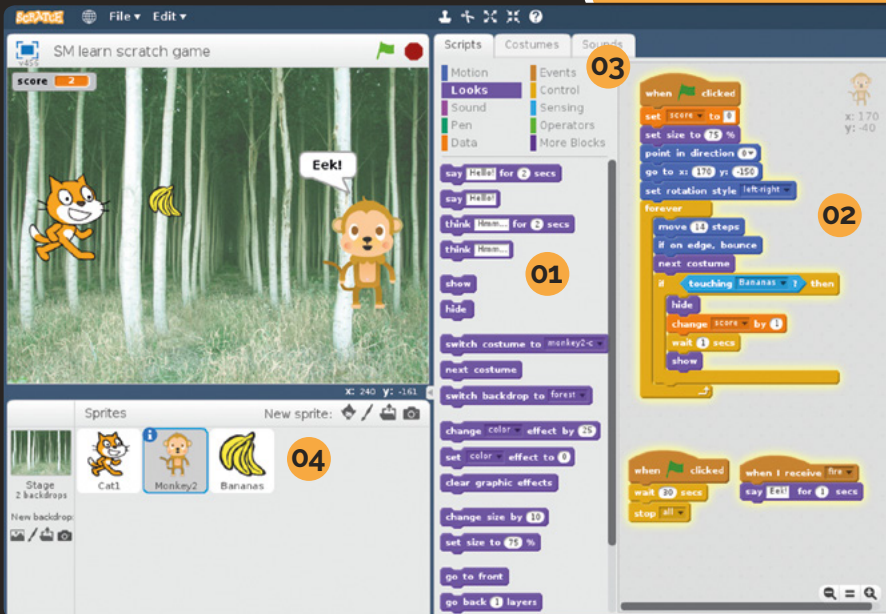 SCRATCH File Edit
v456 SM learn scratch game
score 2
Eek!
X: 240 Y: -161
Sprites New sprite:
Stage
2 backdrops
New backdrop:
Cat1 Monkey2 Bananas
04
Scripts Costumes Sounds
03
Motion Events
Looks Control
Sound Sensing
Pen Operators
Data More Blocks
say Hello! for 2 secs
say Hello!
think Hmm... for 2 secs
think Hmm...
01
show
hide
switch costume to monkey2-c
next costume
switch backdrop to forest
change color effect by 25
set color effect to 0
clear graphic effects
change size by 10
set size to 75 %
go to front
go back 1 layers
x: 170
y: -40
when clicked
set score to 0
set size to 75 %
point in direction 0
go to x: 170 y: -150
set rotation style left-right
forever
02
move 14 steps
if on edge, bounce
next costume
if touching Bananas ? then
hide
change score by 1
wait 1 secs
show
when clicked
wait 30 secs
stop all
when I receive fire
say Eek! for 1 secs